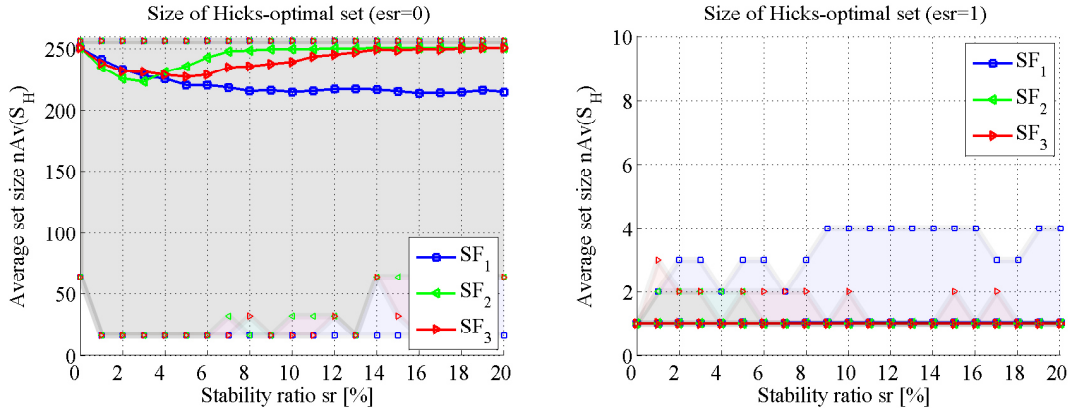 Size of Hicks-optimal set (esr=0)
Average set size nAv(S_H)
250
200
150
100
50
0
SF_1
SF_2
SF_3
0 2 4 6 8 10 12 14 16 18 20
Stability ratio sr [%]
Size of Hicks-optimal set (esr=1)
Average set size nAv(S_H)
10
8
6
4
2
0
SF_1
SF_2
SF_3
0 2 4 6 8 10 12 14 16 18 20
Stability ratio sr [%]